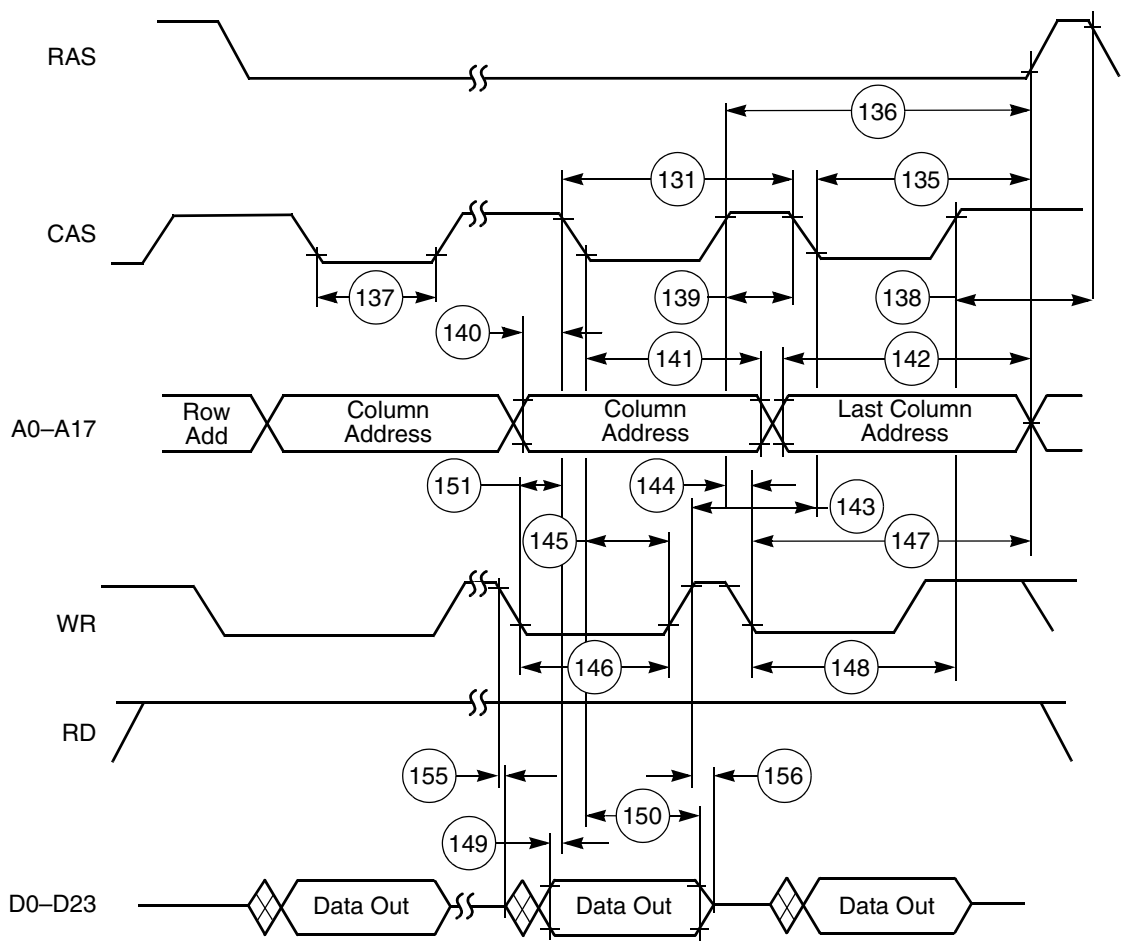 RAS
136
131
135
CAS
137
139
138
140
141
142
A0–A17
Row
Add
Column
Address
Column
Address
Last Column
Address
151
144
143
145
147
WR
146
148
RD
155
156
150
149
D0–D23
Data Out
Data Out
Data Out